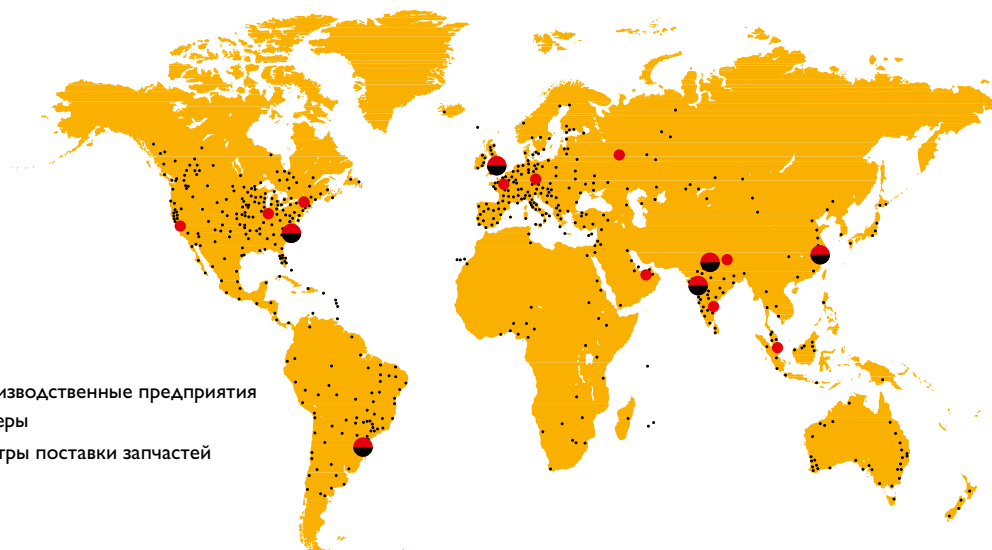 изводственные предприятия
еры
тры поставки запчастей